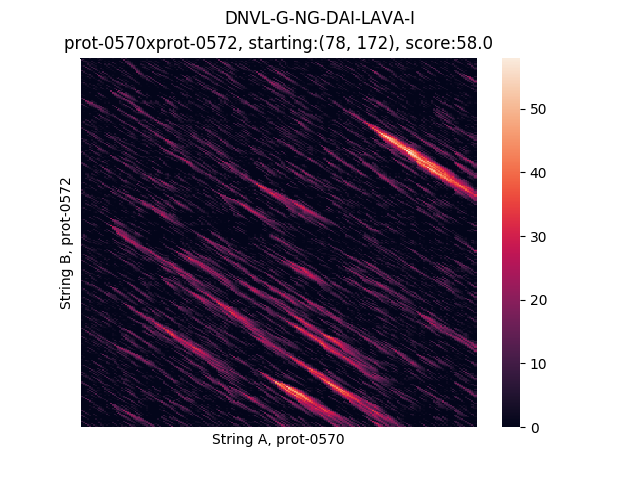 DNVL-G-NG-DAI-LAVA-I
prot-0570xprot-0572, starting:(78, 172), score:58.0
String B, prot-0572
String A, prot-0570
50
40
30
20
10
0